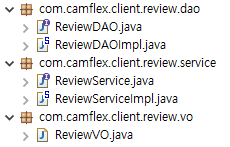 com.camflex.client.review.dao
ReviewDAO.java
ReviewDAOImpl.java
com.camflex.client.review.service
ReviewService.java
ReviewServiceImpl.java
com.camflex.client.review.vo
ReviewVO.java